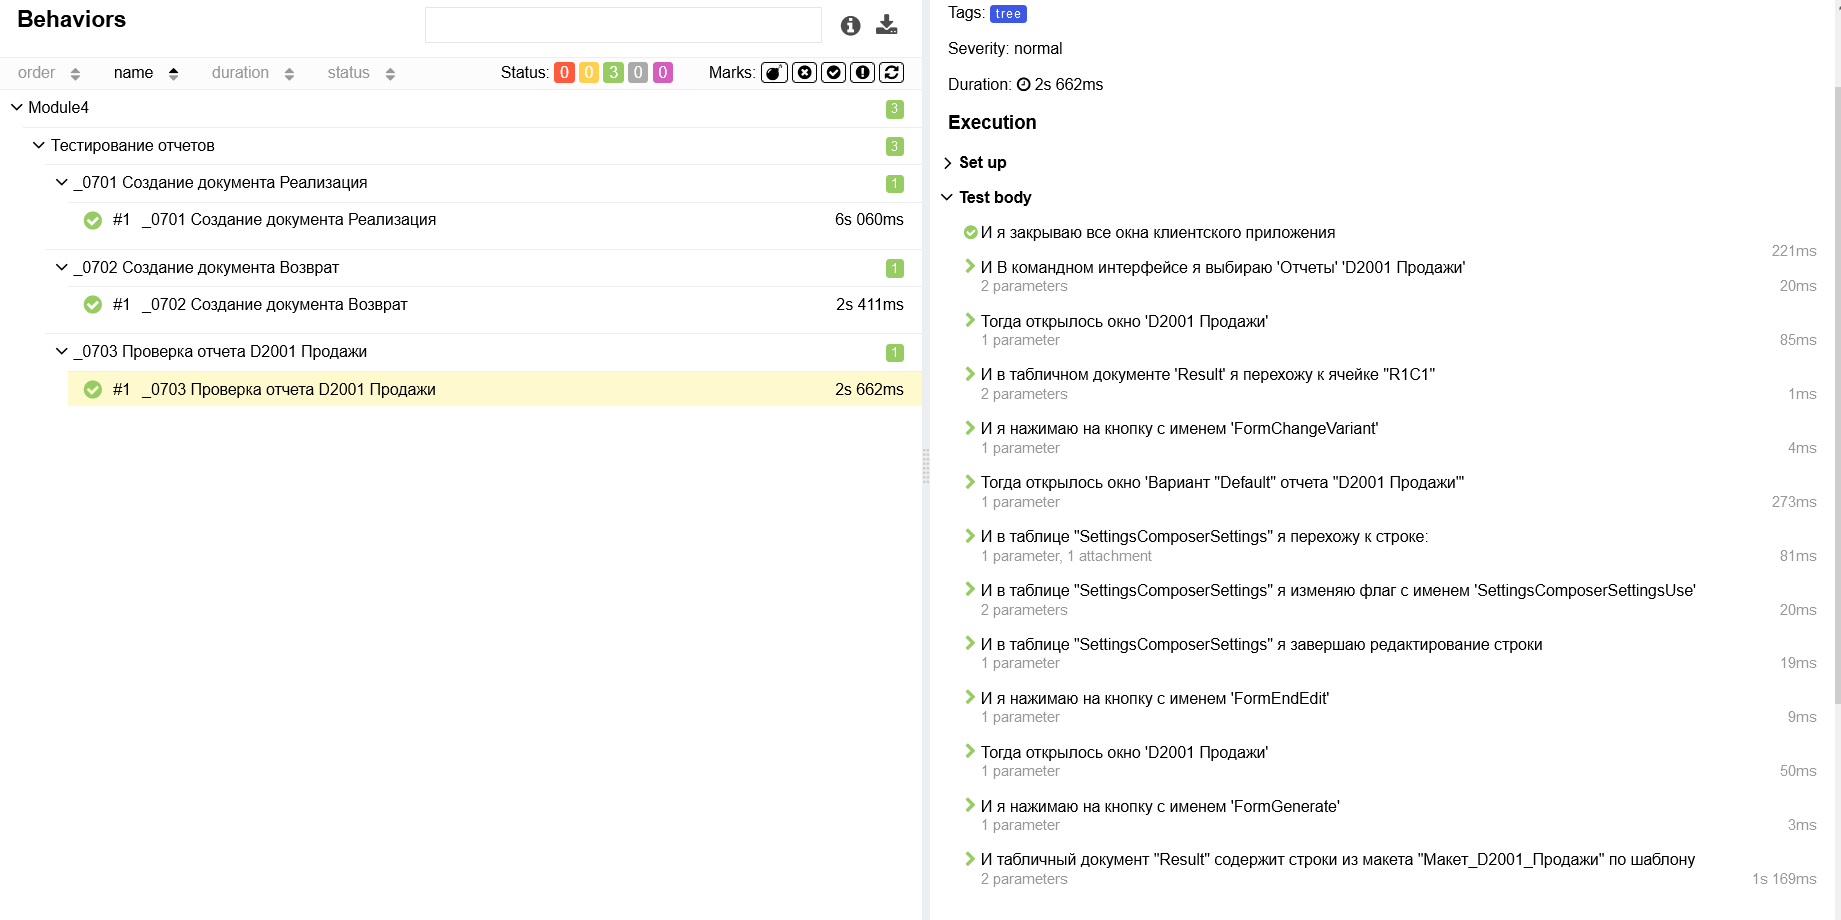 Behaviors
order name duration status Status: 0 0 3 0 0 Marks:
Module4 3
Тестирование отчетов 3
_0701 Создание документа Реализация 1
#1 _0701 Создание документа Реализация 6s 060ms
_0702 Создание документа Возврат 1
#1 _0702 Создание документа Возврат 2s 411ms
_0703 Проверка отчета D2001 Продажи 1
#1 _0703 Проверка отчета D2001 Продажи 2s 662ms
Tags: tree
Severity: normal
Duration: 2s 662ms
Execution
Set up
Test body
И я закрываю все окна клиентского приложения
221ms
И В командном интерфейсе я выбираю 'Отчеты' 'D2001 Продажи'
2 parameters 20ms
Тогда открылось окно 'D2001 Продажи'
1 parameter 85ms
И в табличном документе 'Result' я перехожу к ячейке "R1C1"
2 parameters 1ms
И я нажимаю на кнопку с именем 'FormChangeVariant'
1 parameter 4ms
Тогда открылось окно 'Вариант "Default" отчета "D2001 Продажи"'
1 parameter 273ms
И в таблице "SettingsComposerSettings" я перехожу к строке:
1 parameter, 1 attachment 81ms
И в таблице "SettingsComposerSettings" я изменяю флаг с именем 'SettingsComposerSettingsUse'
2 parameters 20ms
И в таблице "SettingsComposerSettings" я завершаю редактирование строки
1 parameter 19ms
И я нажимаю на кнопку с именем 'FormEndEdit'
1 parameter 9ms
Тогда открылось окно 'D2001 Продажи'
1 parameter 50ms
И я нажимаю на кнопку с именем 'FormGenerate'
1 parameter 3ms
И табличный документ "Result" содержит строки из макета "Макет_D2001_Продажи" по шаблону
2 parameters 1s 169ms